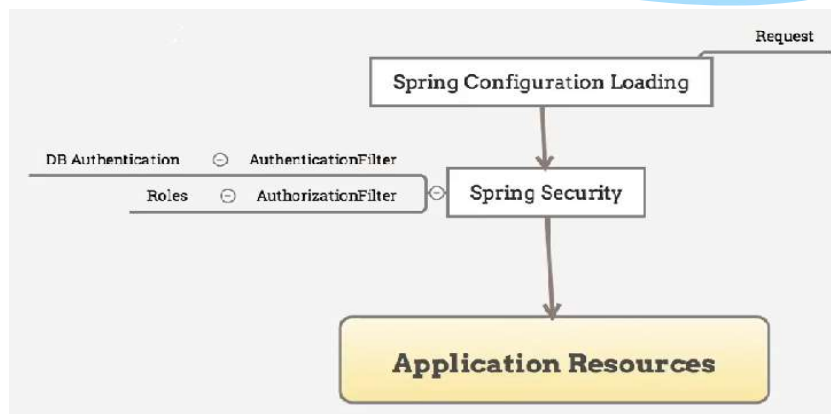 Request
Spring Configuration Loading
DB Authentication AuthenticationFilter
Roles AuthorizationFilter
Spring Security
Application Resources